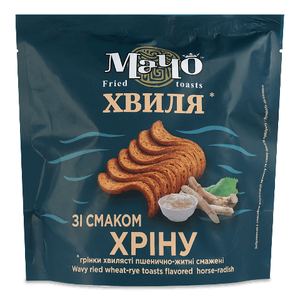 Мачо
Fried toasts
ХВИЛЯ*
ЗІ СМАКОМ
ХРІНУ
*грінки хвилясті пшенично-житні смажені
Wavy ried wheat-rye toasts flavored horse-radish